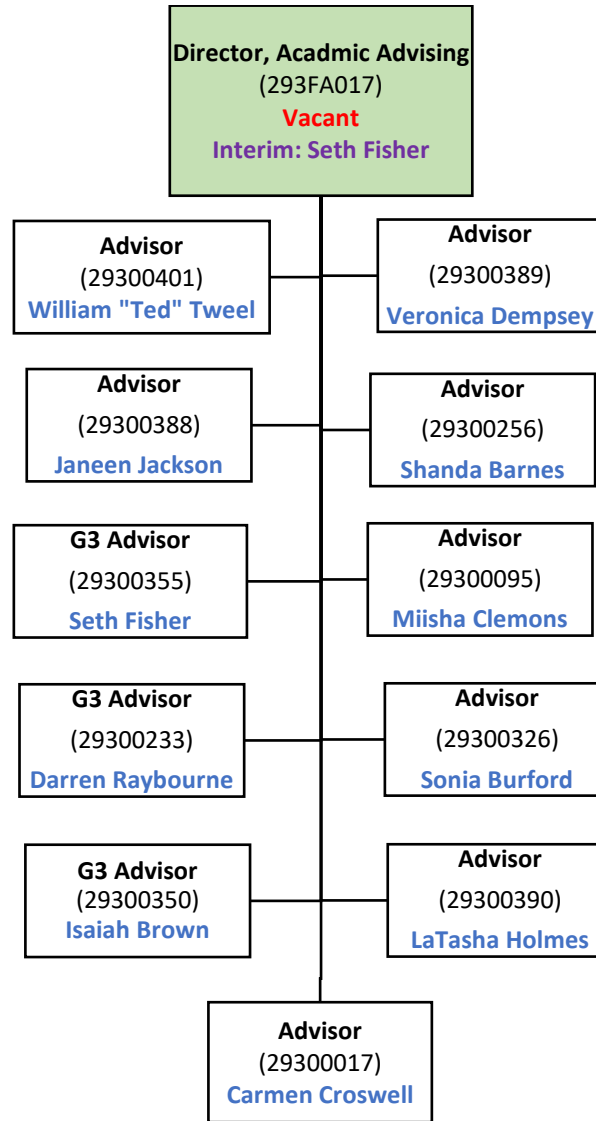 Director, Acadmic Advising
(293FA017)
Vacant
Interim: Seth Fisher
Advisor
(29300401)
William "Ted" Tweel
Advisor
(29300389)
Veronica Dempsey
Advisor
(29300388)
Janeen Jackson
Advisor
(29300256)
Shanda Barnes
G3 Advisor
(29300355)
Seth Fisher
Advisor
(29300095)
Miisha Clemons
G3 Advisor
(29300233)
Darren Raybourne
Advisor
(29300326)
Sonia Burford
G3 Advisor
(29300350)
Isaiah Brown
Advisor
(29300390)
LaTasha Holmes
Advisor
(29300017)
Carmen Croswell